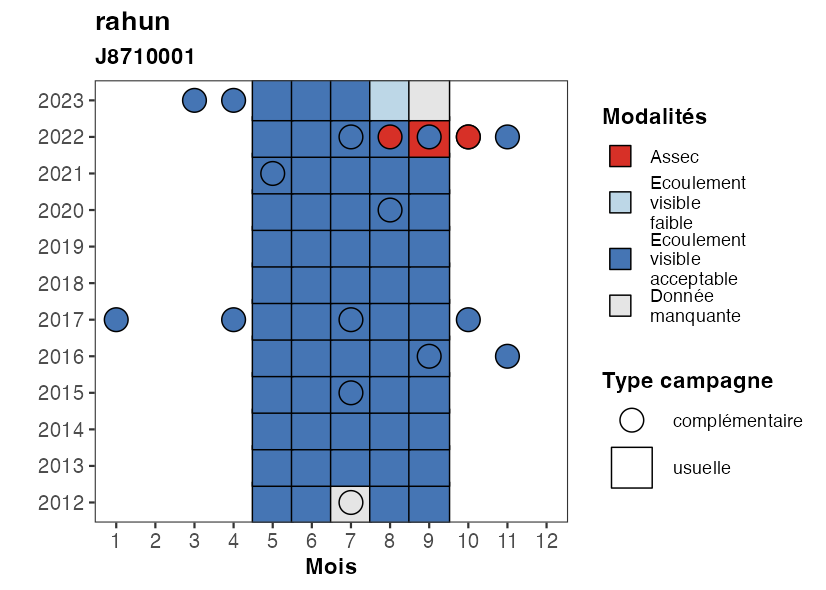 rahun
J8710001
2023
2022
2021
2020
2019
2018
2017
2016
2015
2014
2013
2012
1 2 3 4 5 6 7 8 9 10 11 12
Mois
Modalités
Assec
Ecoulement
visible
faible
Ecoulement
visible
acceptable
Donnée
manquante
Type campagne
complémentaire
usuelle